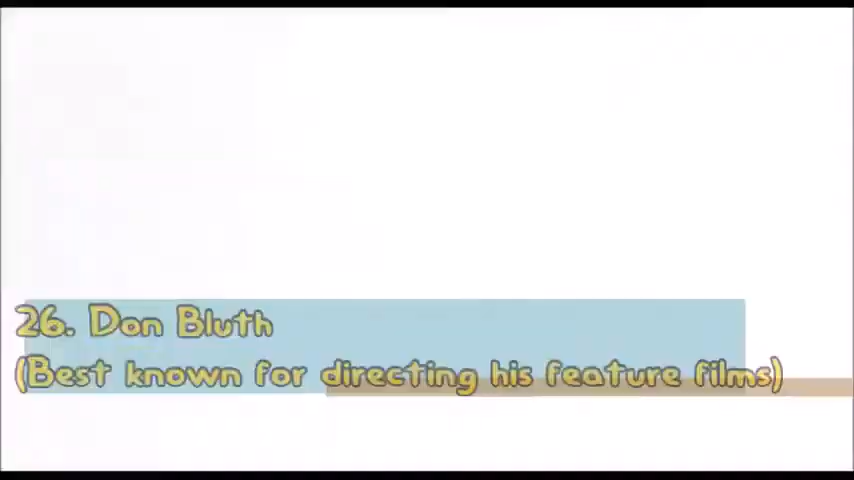 26. Don Bluth
(Best known for directing his feature films)